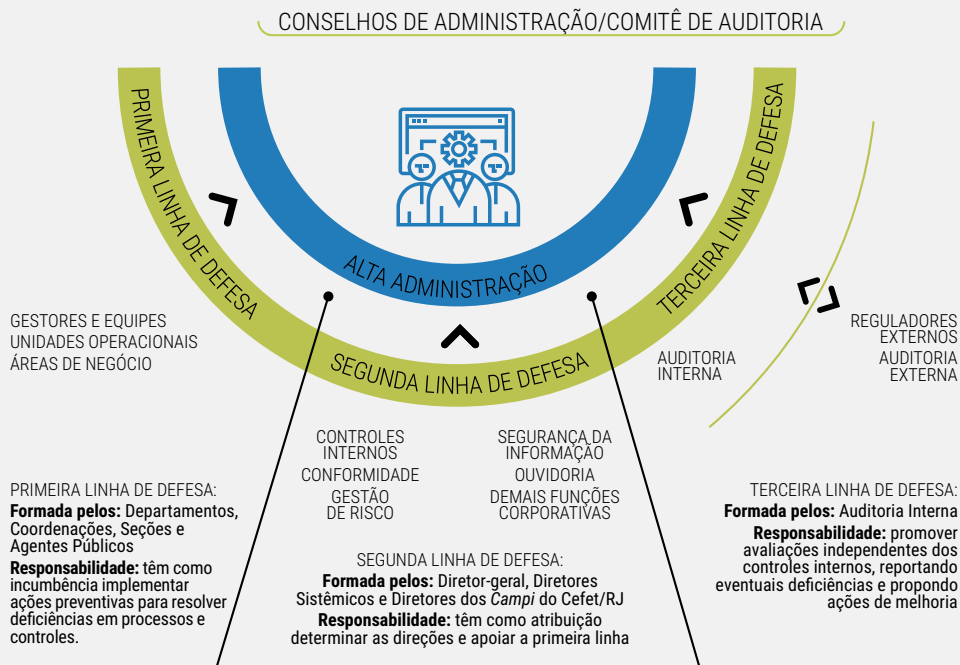 CONSELHOS DE ADMINISTRAÇÃO/COMITÊ DE AUDITORIA
PRIMEIRA LINHA DE DEFESA
ALTA ADMINISTRAÇÃO
SEGUNDA LINHA DE DEFESA
TERCEIRA LINHA DE DEFESA
GESTORES E EQUIPES
UNIDADES OPERACIONAIS
ÁREAS DE NEGÓCIO
AUDITORIA
INTERNA
REGULADORES
EXTERNOS
AUDITORIA
EXTERNA
CONTROLES
INTERNOS
CONFORMIDADE
GESTÃO
DE RISCO
SEGURANÇA DA
INFORMAÇÃO
OUVIDORIA
DEMAIS FUNÇÕES
CORPORATIVAS
PRIMEIRA LINHA DE DEFESA:
Formada pelos: Departamentos,
Coordenações, Seções e
Agentes Públicos
Responsabilidade: têm como
incumbência implementar
ações preventivas para resolver
deficiências em processos e
controles.
SEGUNDA LINHA DE DEFESA:
Formada pelos: Diretor-geral, Diretores
Sistêmicos e Diretores dos Campi do Cefet/RJ
Responsabilidade: têm como atribuição
determinar as direções e apoiar a primeira linha
TERCEIRA LINHA DE DEFESA:
Formada pelos: Auditoria Interna
Responsabilidade: promover
avaliações independentes dos
controles internos, reportando
eventuais deficiências e propondo
ações de melhoria